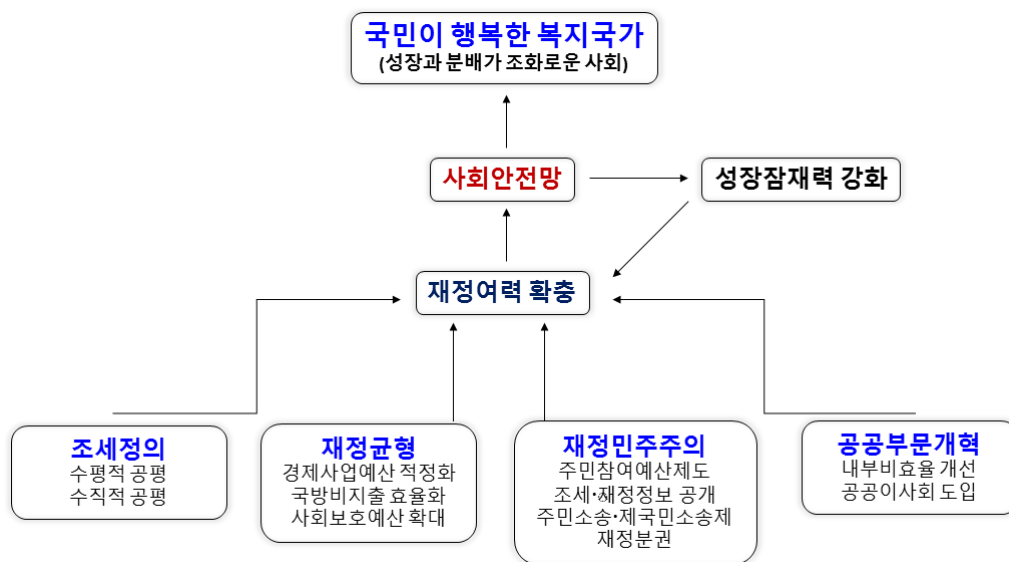 국민이 행복한 복지국가
(성장과 분배가 조화로운 사회)
사회안전망
성장잠재력 강화
재정여력 확충
조세정의
수평적 공평
수직적 공평
재정균형
경제사업예산 적정화
국방비지출 효율화
사회보호예산 확대
재정민주주의
주민참여예산제도
조세·재정정보 공개
주민소송·제국민소송제
재정분권
공공부문개혁
내부비효율 개선
공공이사회 도입